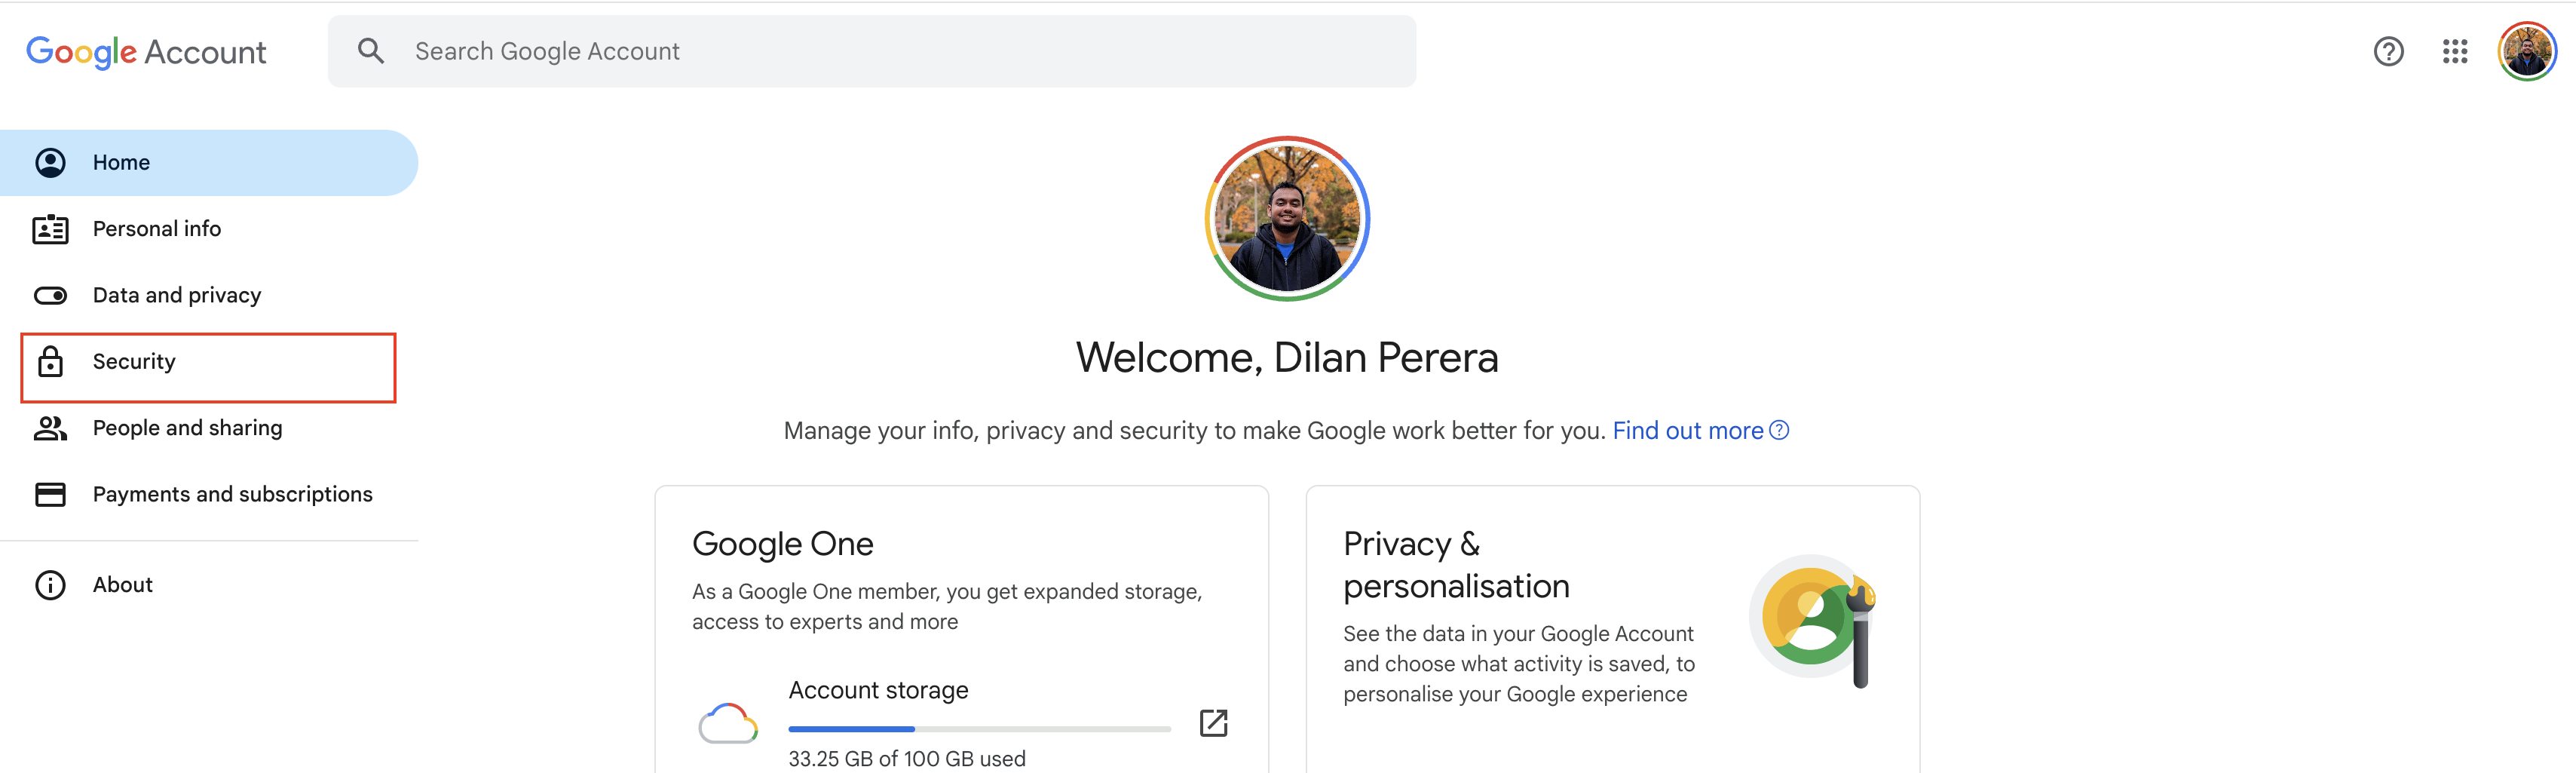 Google Account
Search Google Account
Home
Personal info
Data and privacy
Security
People and sharing
Payments and subscriptions
About
Welcome, Dilan Perera
Manage your info, privacy and security to make Google work better for you. Find out more
Google One
As a Google One member, you get expanded storage,
access to experts and more
Account storage
33.25 GB of 100 GB used
Privacy &
personalisation
See the data in your Google Account
and choose what activity is saved, to
personalise your Google experience